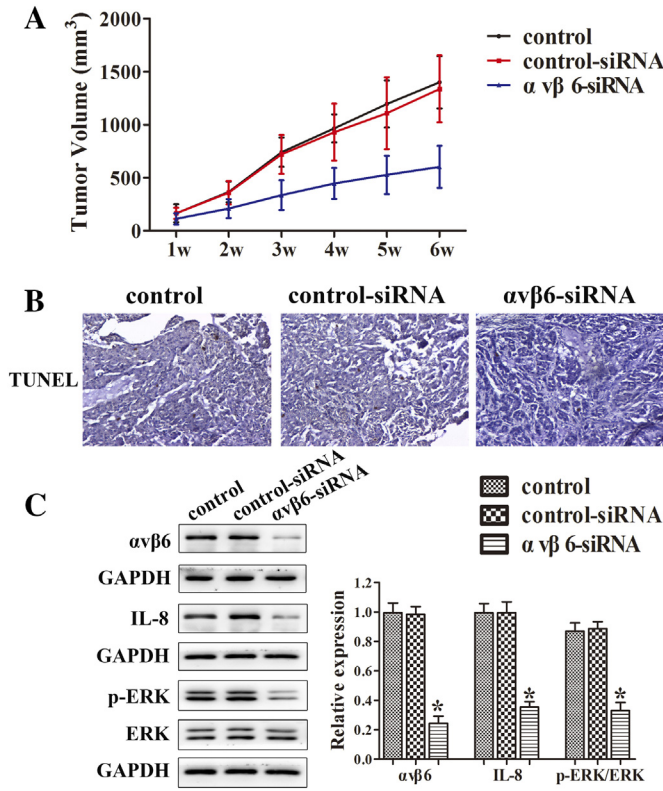 A
Tumor Volume (mm³)
2000
1500
1000
500
0
1w 2w 3w 4w 5w 6w
control
control-siRNA
α vβ 6-siRNA
B
control control-siRNA αvβ6-siRNA
TUNEL
C
control control-siRNA αvβ6-siRNA
αvβ6
GAPDH
IL-8
GAPDH
p-ERK
ERK
GAPDH
control
control-siRNA
α vβ 6-siRNA
Relative expression
1.2
1.0
0.8
0.6
0.4
0.2
0.0
* * *
αvβ6 IL-8 p-ERK/ERK